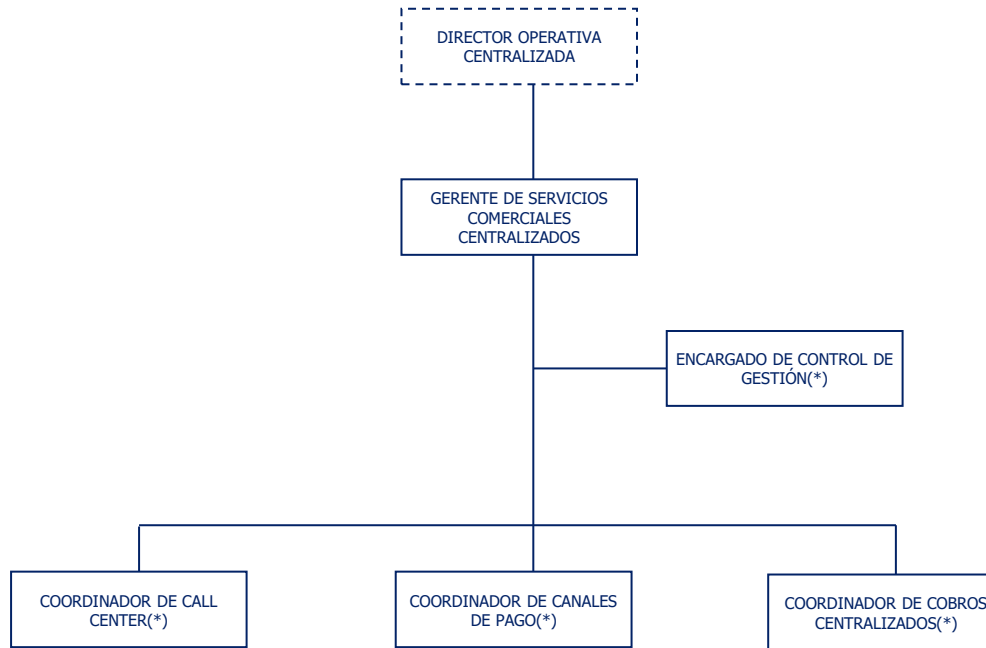 DIRECTOR OPERATIVA
CENTRALIZADA
GERENTE DE SERVICIOS
COMERCIALES
CENTRALIZADOS
ENCARGADO DE CONTROL DE
GESTIÓN(*)
COORDINADOR DE CALL
CENTER(*)
COORDINADOR DE CANALES
DE PAGO(*)
COORDINADOR DE COBROS
CENTRALIZADOS(*)